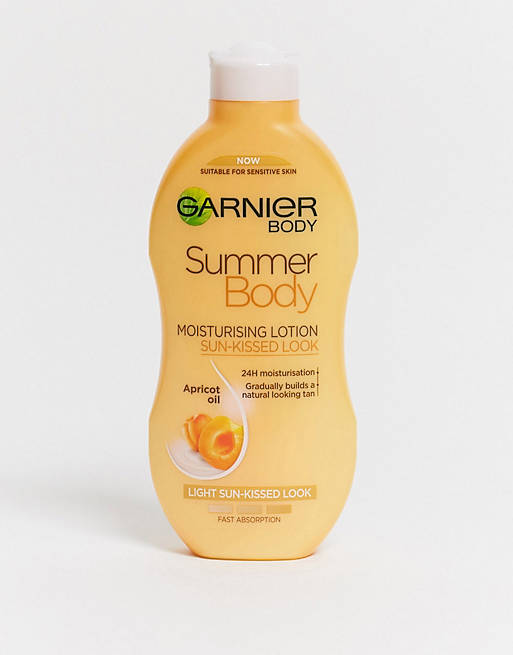 NOW
SUITABLE FOR SENSITIVE SKIN
GARNIER
BODY
Summer
Body
MOISTURISING LOTION
SUN-KISSED LOOK
24H moisturisation
Gradually builds a
natural looking tan
Apricot
oil
LIGHT SUN-KISSED LOOK
FAST ABSORPTION